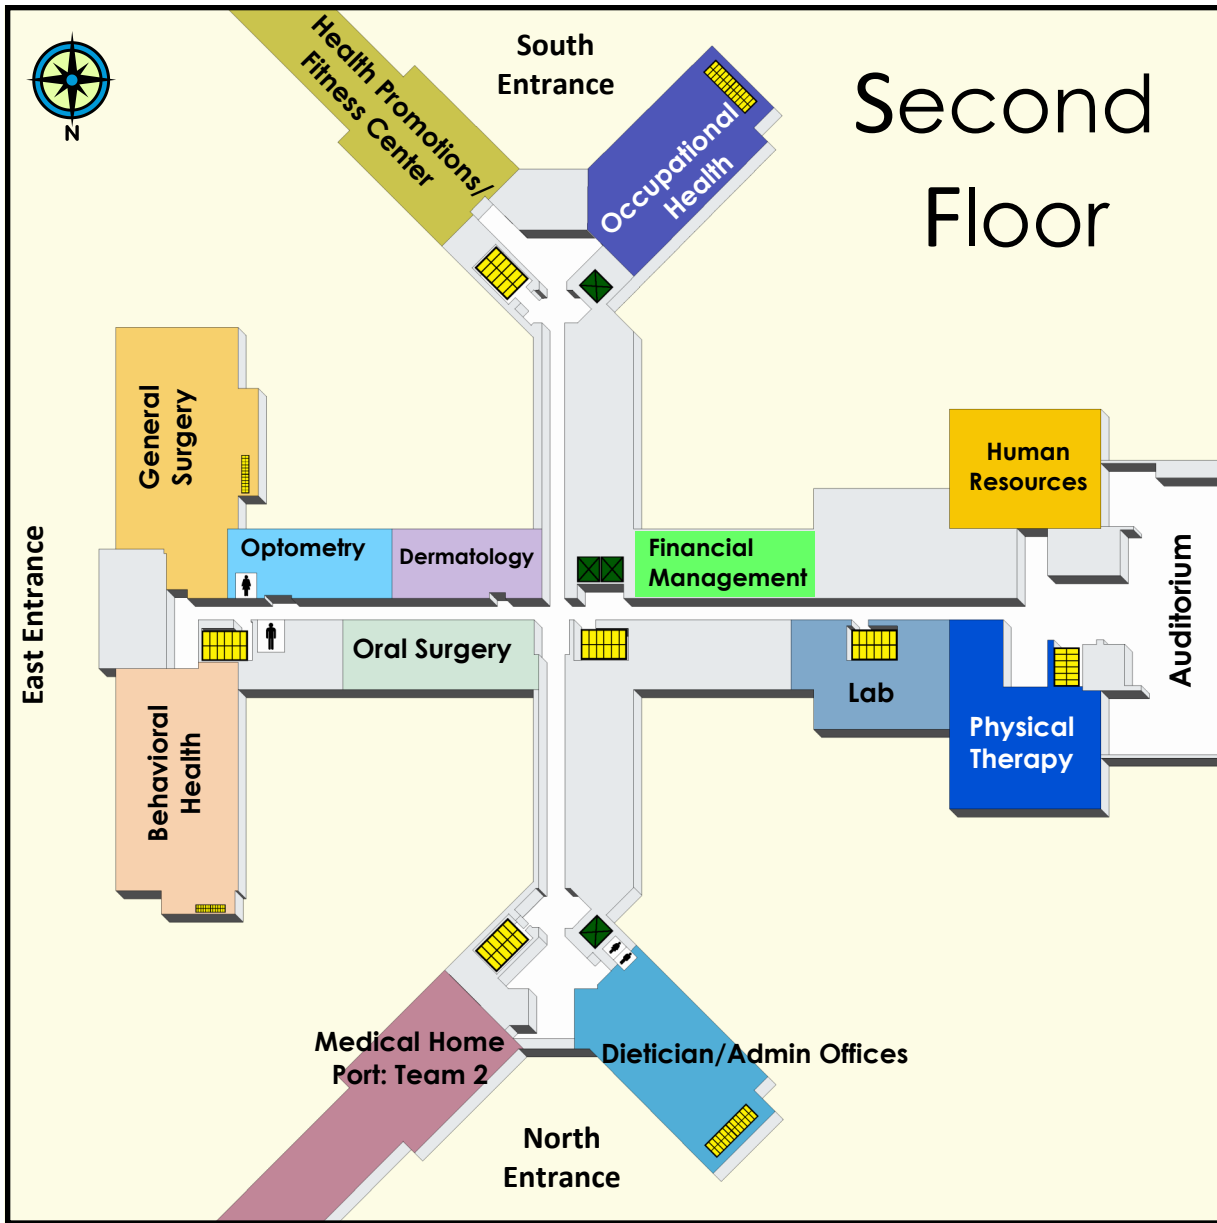 South
Entrance
Second
Floor
N
Health Promotions/
Fitness Center
Occupational
Health
General
Surgery
Human
Resources
Optometry
Dermatology
Financial
Management
East Entrance
Auditorium
Oral Surgery
Lab
Physical
Therapy
Behavioral
Health
Medical Home
Port: Team 2
Dietician/Admin Offices
North
Entrance